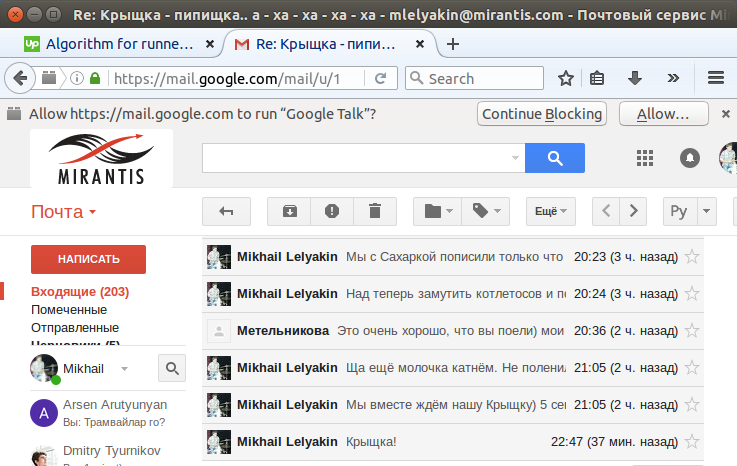 Re: Крыщка - пипищка.. а - ха - ха - ха - ха - mlelyakin@mirantis.com - Почтовый сервис Mi
Up Algorithm for runne... × Re: Крыщка - пипи... × +
https://mail.google.com/mail/u/1 Search
Allow https://mail.google.com to run “Google Talk”? Continue Blocking Allow... ×
MIRANTIS
Почта Ещё Ру
НАПИСАТЬ
Входящие (203)
Помеченные
Отправленные
Черновики (5)
Mikhail
Arsen Arutyunyan
Вы: Трамвайлар го?
Dmitry Tyurnikov
Mikhail Lelyakin Мы с Сахаркой пописили только что 20:23 (3 ч. назад)
Mikhail Lelyakin Над теперь замутить котлетосов и по 20:24 (3 ч. назад)
Метельникова Это очень хорошо, что вы поели) мои 20:36 (2 ч. назад)
Mikhail Lelyakin Ща ещё молочка катнём. Не поленил 21:05 (2 ч. назад)
Mikhail Lelyakin Мы вместе ждём нашу Крыщку) 5 сен 21:05 (2 ч. назад)
Mikhail Lelyakin Крыщка! 22:47 (37 мин. назад)